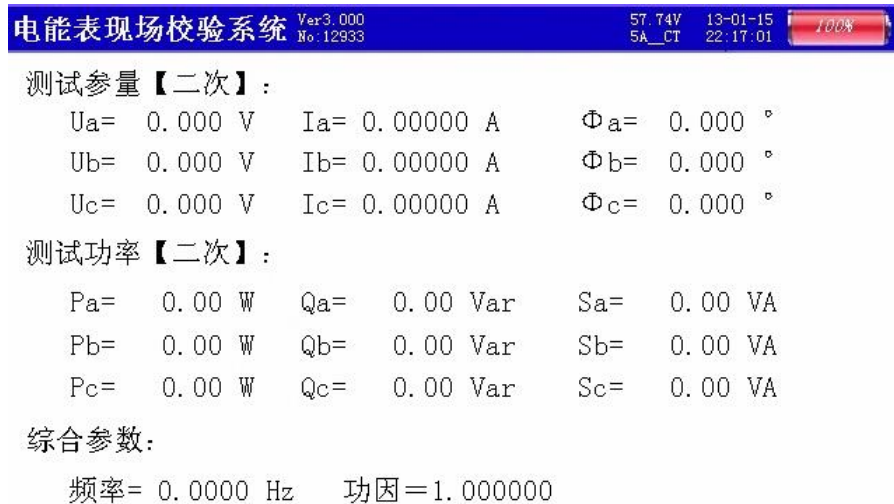 电能表现场校验系统 Ver3.000 No:12933 57.74V 5A__CT 13-01-15 22:17:01 100%
测试参量【二次】:
Ua= 0.000 V Ia= 0.00000 A Φa= 0.000 °
Ub= 0.000 V Ib= 0.00000 A Φb= 0.000 °
Uc= 0.000 V Ic= 0.00000 A Φc= 0.000 °
测试功率【二次】:
Pa= 0.00 W Qa= 0.00 Var Sa= 0.00 VA
Pb= 0.00 W Qb= 0.00 Var Sb= 0.00 VA
Pc= 0.00 W Qc= 0.00 Var Sc= 0.00 VA
综合参数:
频率= 0.0000 Hz 功因＝1.000000